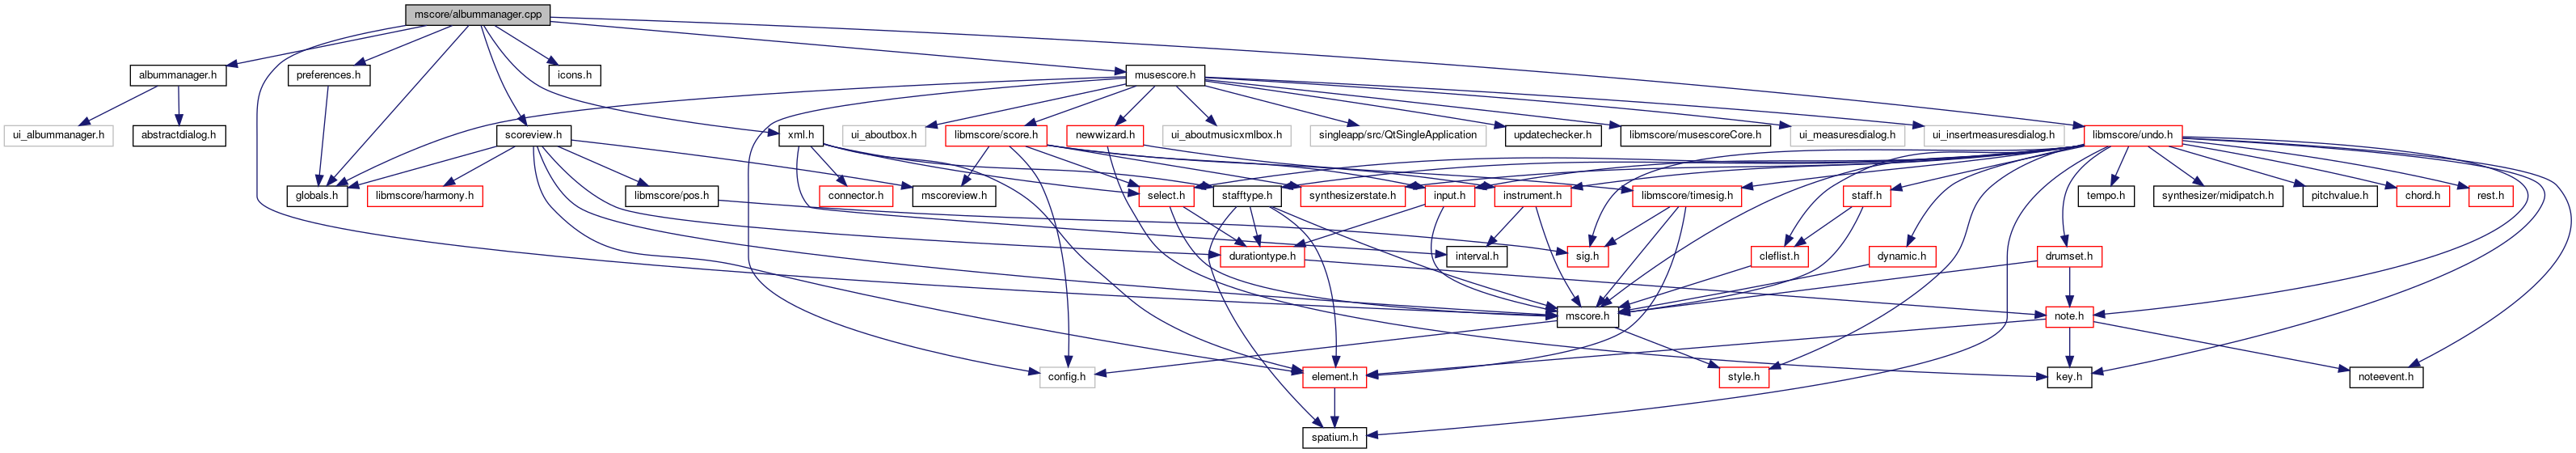 mscore/albummanager.cpp
albummanager.h
preferences.h
icons.h
musescore.h
ui_albummanager.h
abstractdialog.h
scoreview.h
xml.h
ui_aboutbox.h
libmscore/score.h
newwizard.h
ui_aboutmusicxmlbox.h
singleapp/src/QtSingleApplication
updatechecker.h
libmscore/musescoreCore.h
ui_measuresdialog.h
ui_insertmeasuresdialog.h
libmscore/undo.h
globals.h
libmscore/harmony.h
libmscore/pos.h
connector.h
mscoreview.h
select.h
stafftype.h
synthesizerstate.h
input.h
instrument.h
libmscore/timesig.h
staff.h
tempo.h
synthesizer/midipatch.h
pitchvalue.h
chord.h
rest.h
durationtype.h
interval.h
sig.h
cleflist.h
dynamic.h
drumset.h
mscore.h
note.h
config.h
element.h
style.h
key.h
noteevent.h
spatium.h